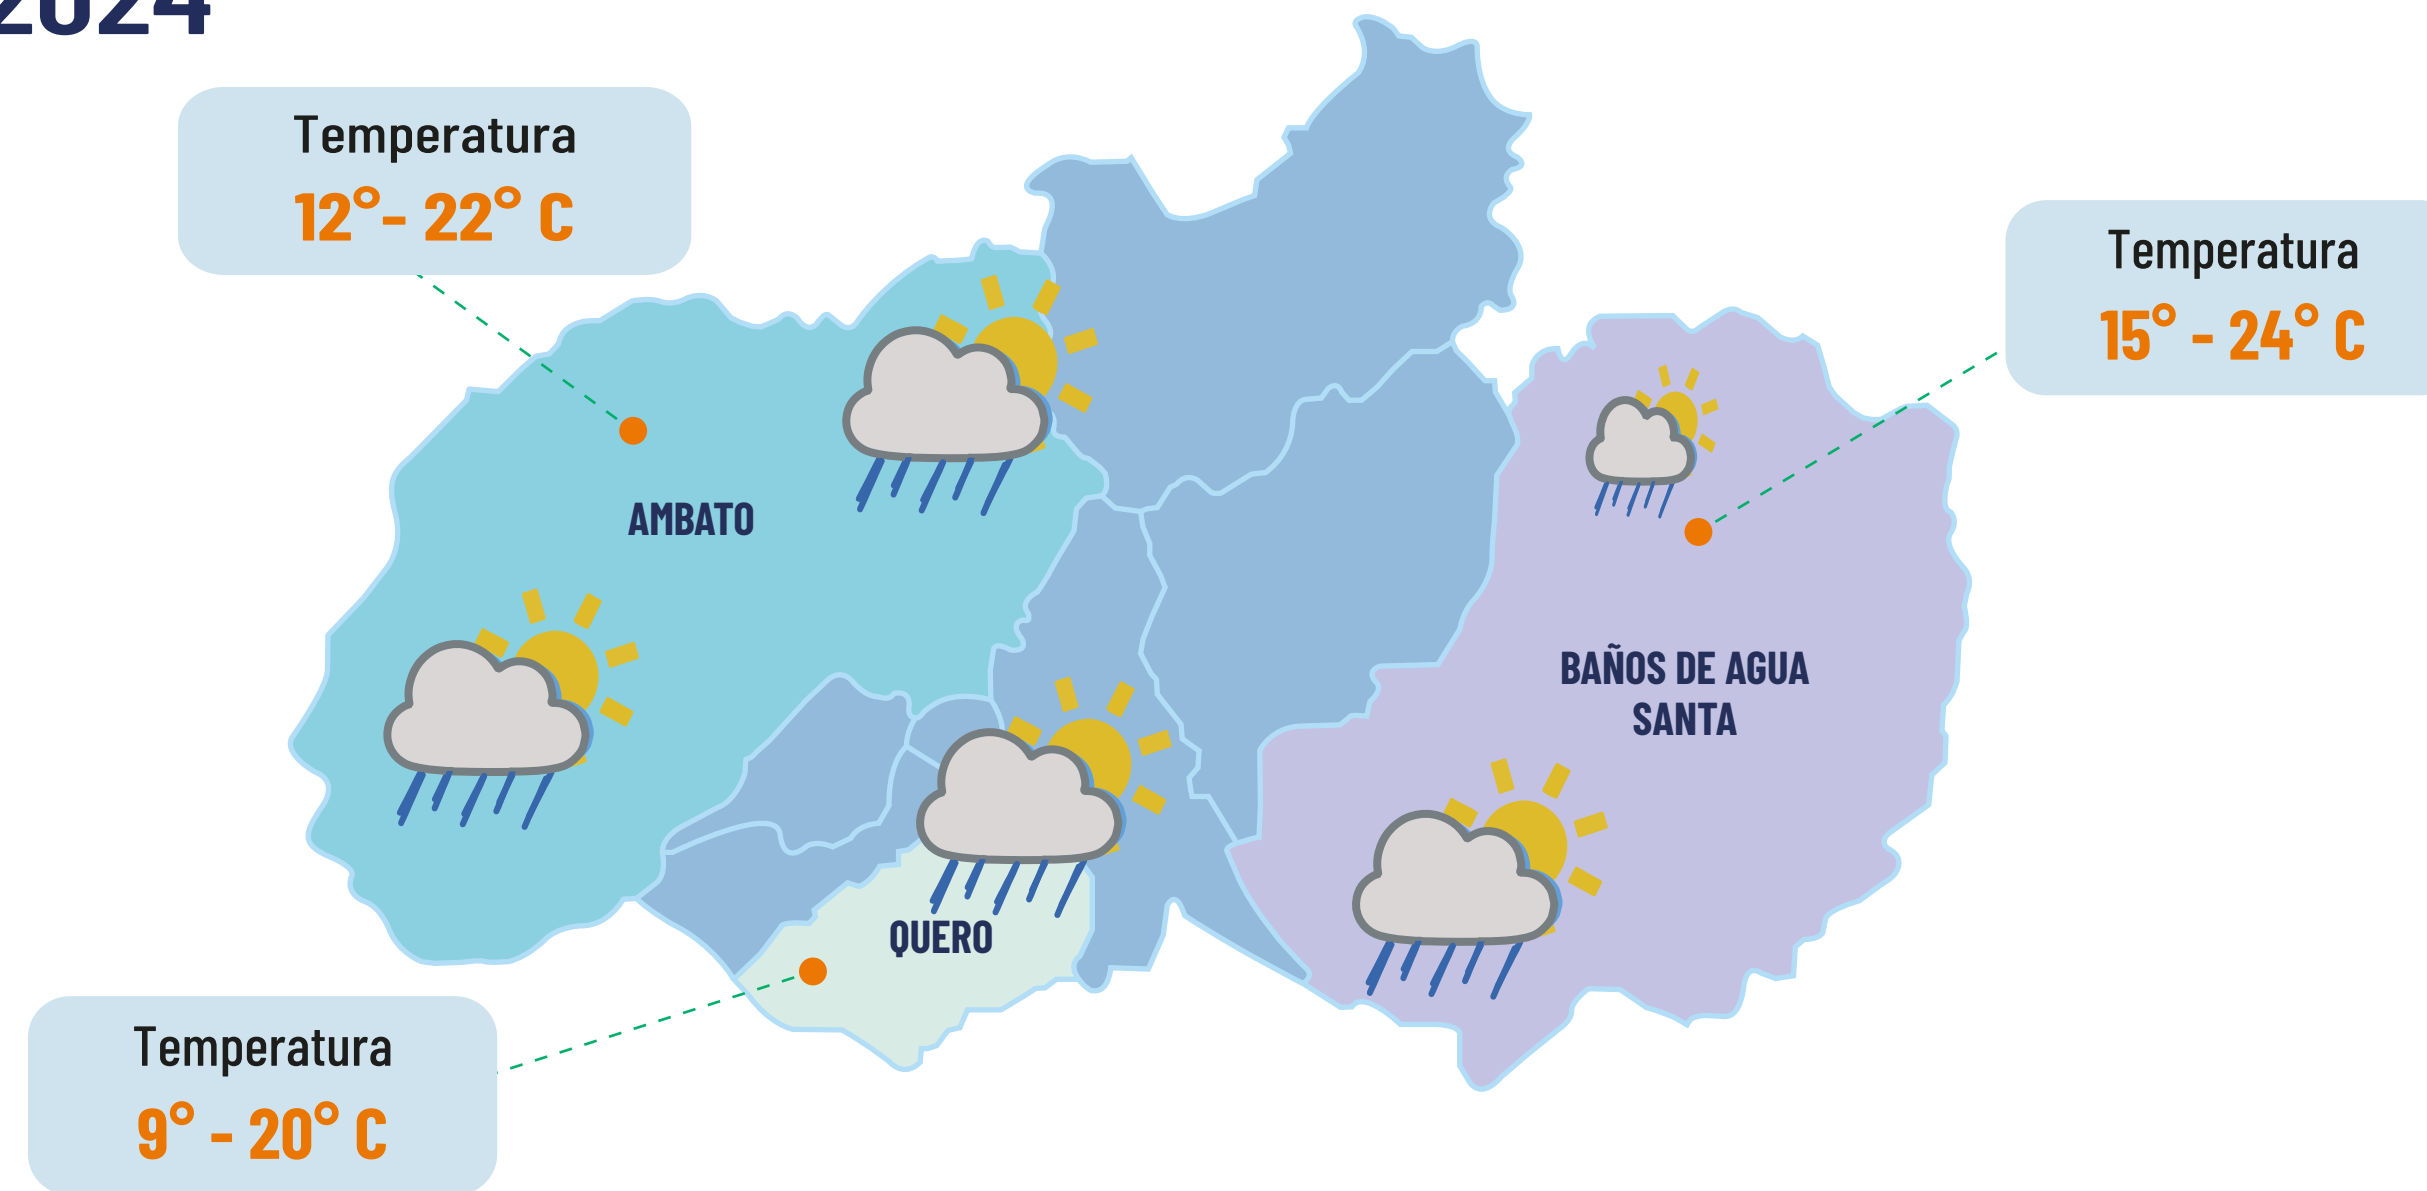 2024
Temperatura
12°- 22° C
Temperatura
15° - 24° C
AMBATO
BAÑOS DE AGUA
SANTA
QUERO
Temperatura
9° - 20° C